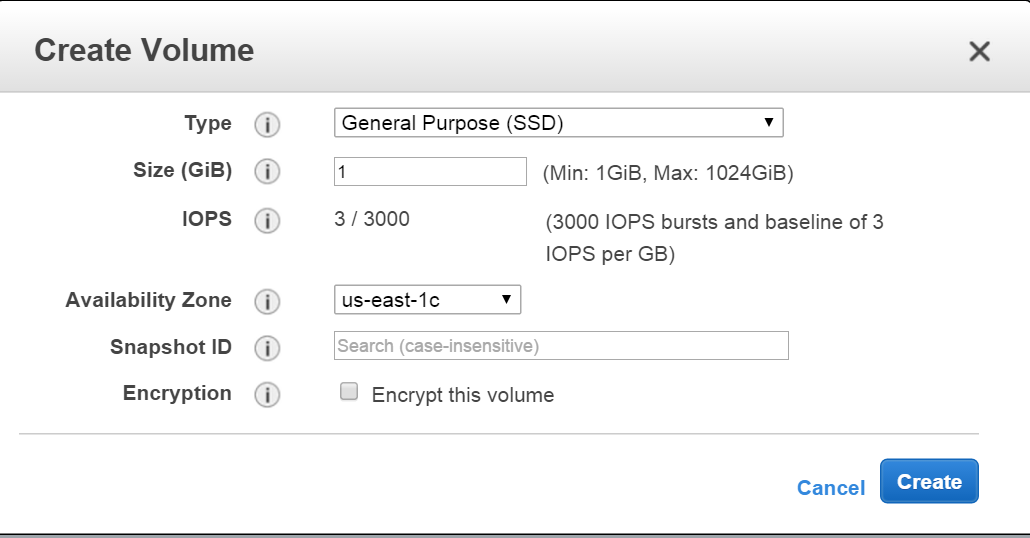 Create Volume
Type General Purpose (SSD)
Size (GiB) 1 (Min: 1GiB, Max: 1024GiB)
IOPS 3 / 3000 (3000 IOPS bursts and baseline of 3
IOPS per GB)
Availability Zone us-east-1c
Snapshot ID Search (case-insensitive)
Encryption Encrypt this volume
Cancel Create